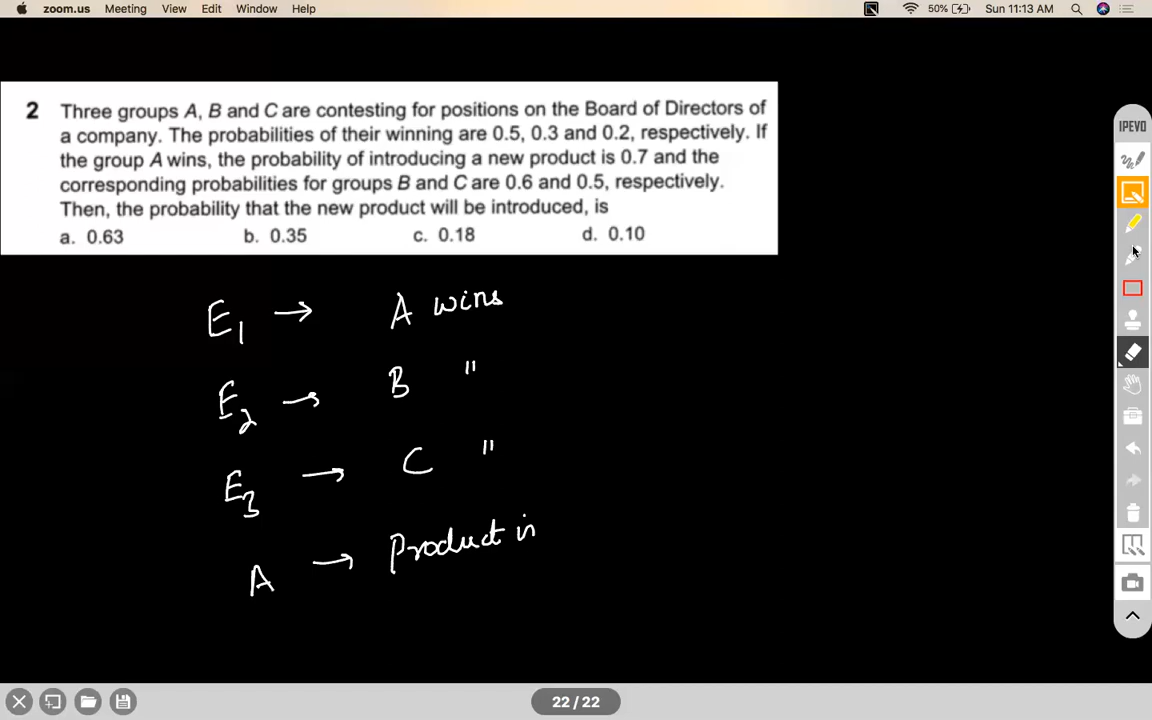 zoom.us Meeting View Edit Window Help 50% Sun 11:13 AM
2 Three groups A, B and C are contesting for positions on the Board of Directors of
a company. The probabilities of their winning are 0.5, 0.3 and 0.2, respectively. If
the group A wins, the probability of introducing a new product is 0.7 and the
corresponding probabilities for groups B and C are 0.6 and 0.5, respectively.
Then, the probability that the new product will be introduced, is
a. 0.63 b. 0.35 c. 0.18 d. 0.10
IPEVO
E₁ → A wins
E₂ → B "
E₃ → C "
A → Product in
22 / 22